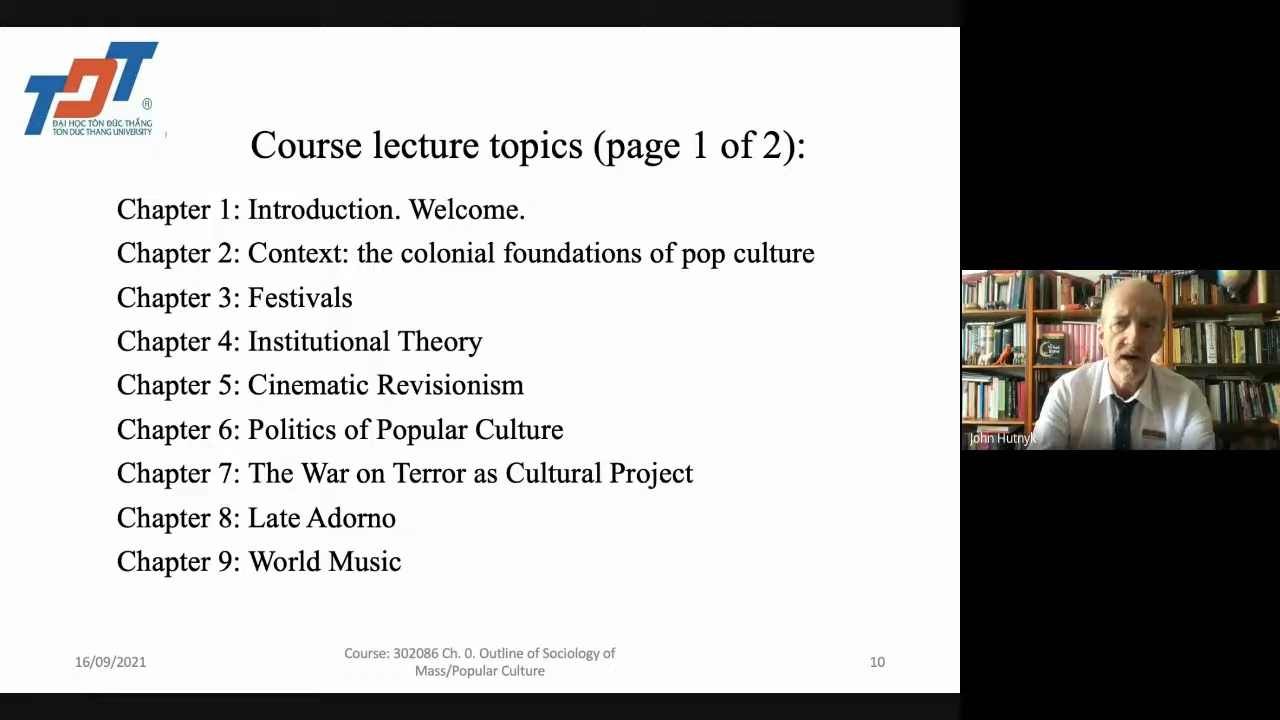 TDT
®
ĐẠI HỌC TÔN ĐỨC THẮNG
TON DUC THANG UNIVERSITY
Course lecture topics (page 1 of 2):
Chapter 1: Introduction. Welcome.
Chapter 2: Context: the colonial foundations of pop culture
Chapter 3: Festivals
Chapter 4: Institutional Theory
Chapter 5: Cinematic Revisionism
Chapter 6: Politics of Popular Culture
Chapter 7: The War on Terror as Cultural Project
Chapter 8: Late Adorno
Chapter 9: World Music
16/09/2021
Course: 302086 Ch. 0. Outline of Sociology of
Mass/Popular Culture
10
John Hutnyk